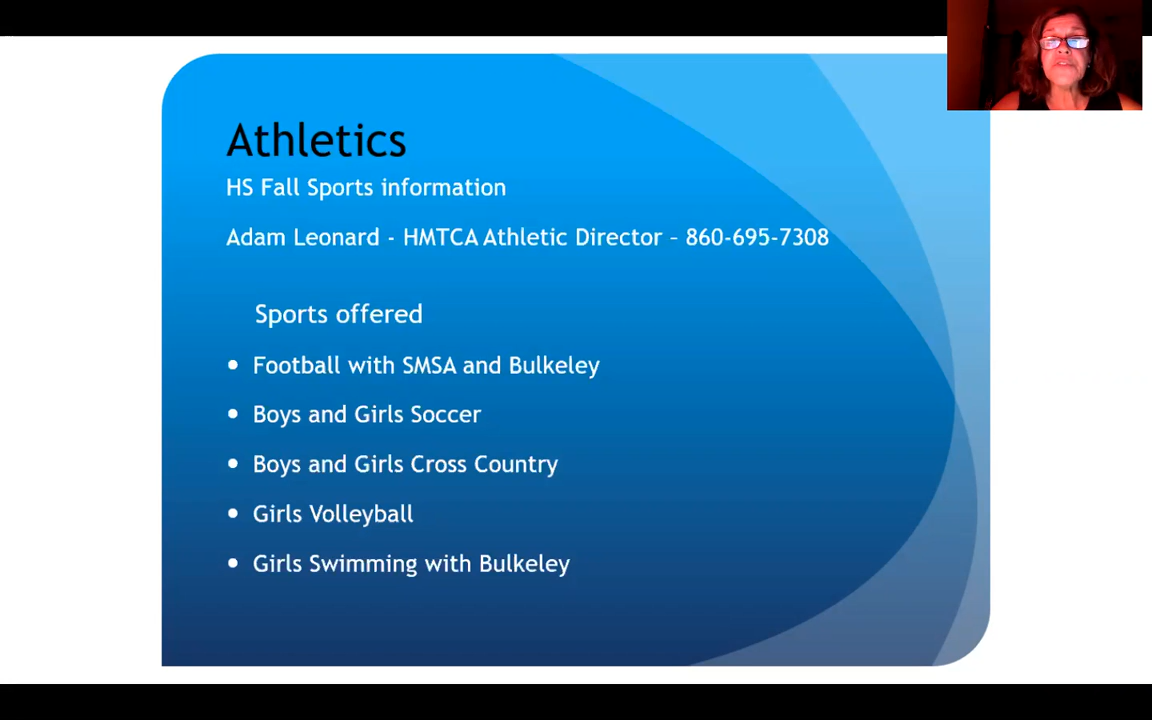 Athletics
HS Fall Sports information
Adam Leonard - HMTCA Athletic Director – 860-695-7308
Sports offered
• Football with SMSA and Bulkeley
• Boys and Girls Soccer
• Boys and Girls Cross Country
• Girls Volleyball
• Girls Swimming with Bulkeley